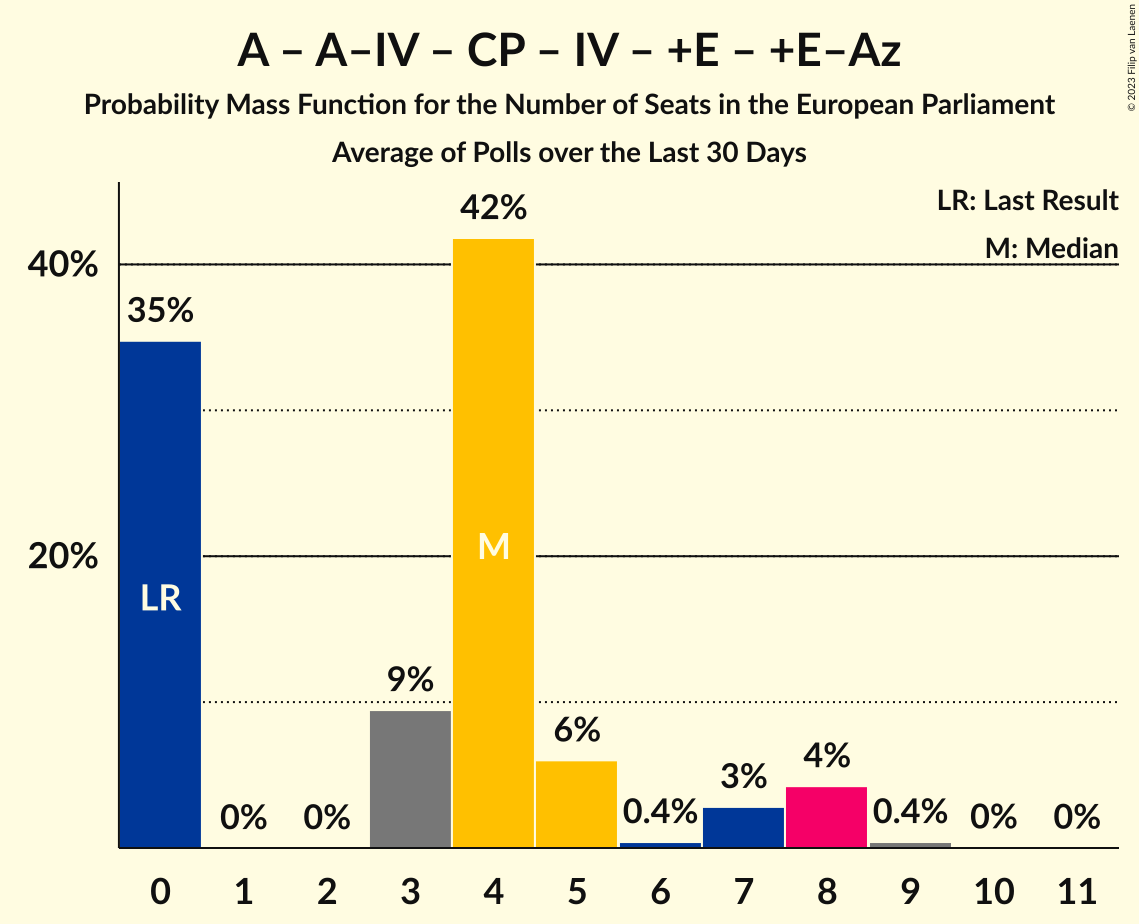 A – A–IV – CP – IV – +E – +E–Az
Probability Mass Function for the Number of Seats in the European Parliament
Average of Polls over the Last 30 Days
© 2023 Filip van Laenen
LR: Last Result
M: Median
40%
20%
35%
0%
0%
9%
42%
6%
0.4%
3%
4%
0.4%
0%
0%
LR
M
0 1 2 3 4 5 6 7 8 9 10 11